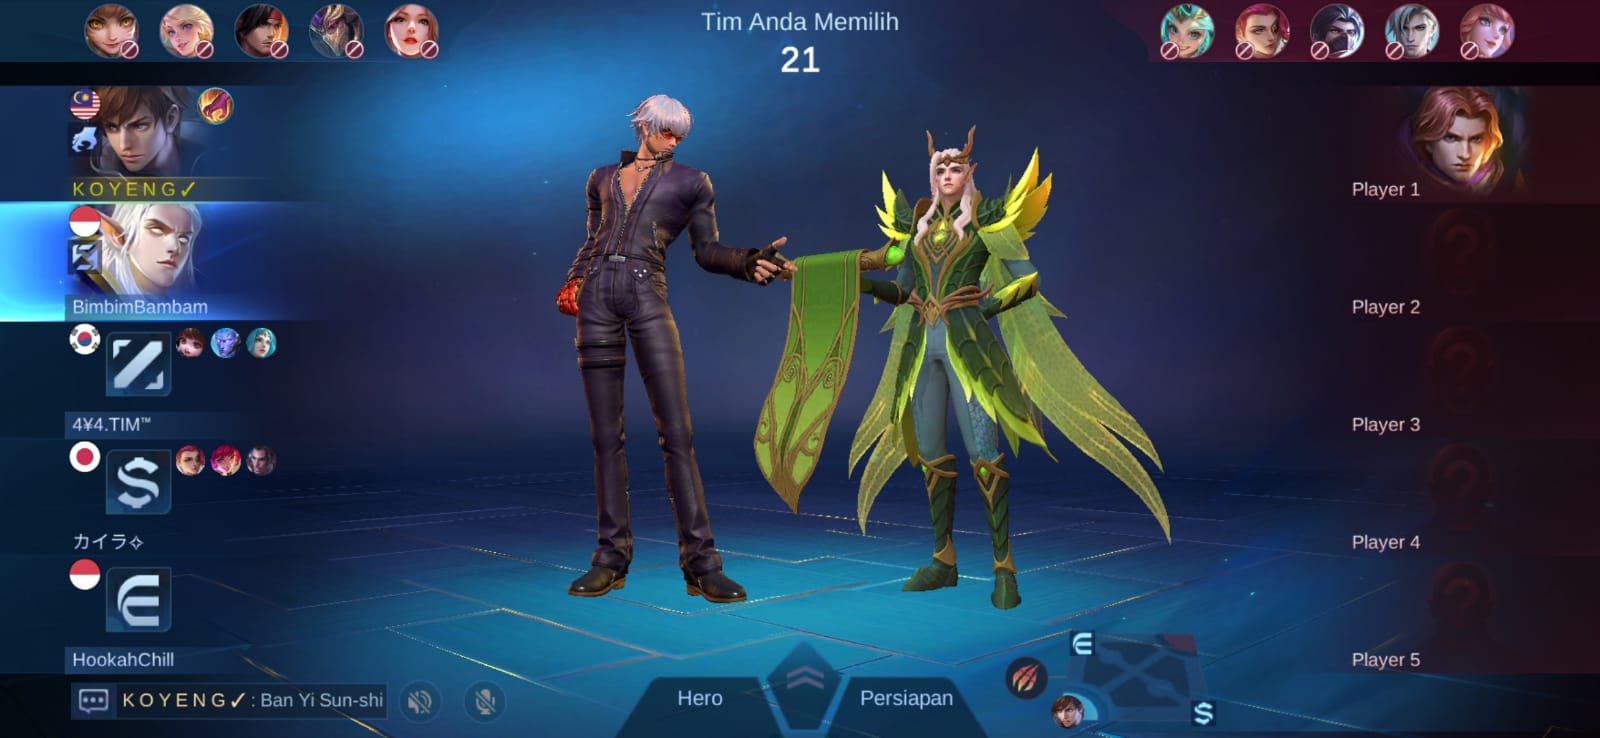 Tim Anda Memilih
21
KOYENG✓
BimbimBambam
4¥4.TIM™
カイラ✧
HookahChill
Player 1
Player 2
Player 3
Player 4
Player 5
KOYENG✓ : Ban Yi Sun-shi
Hero
Persiapan